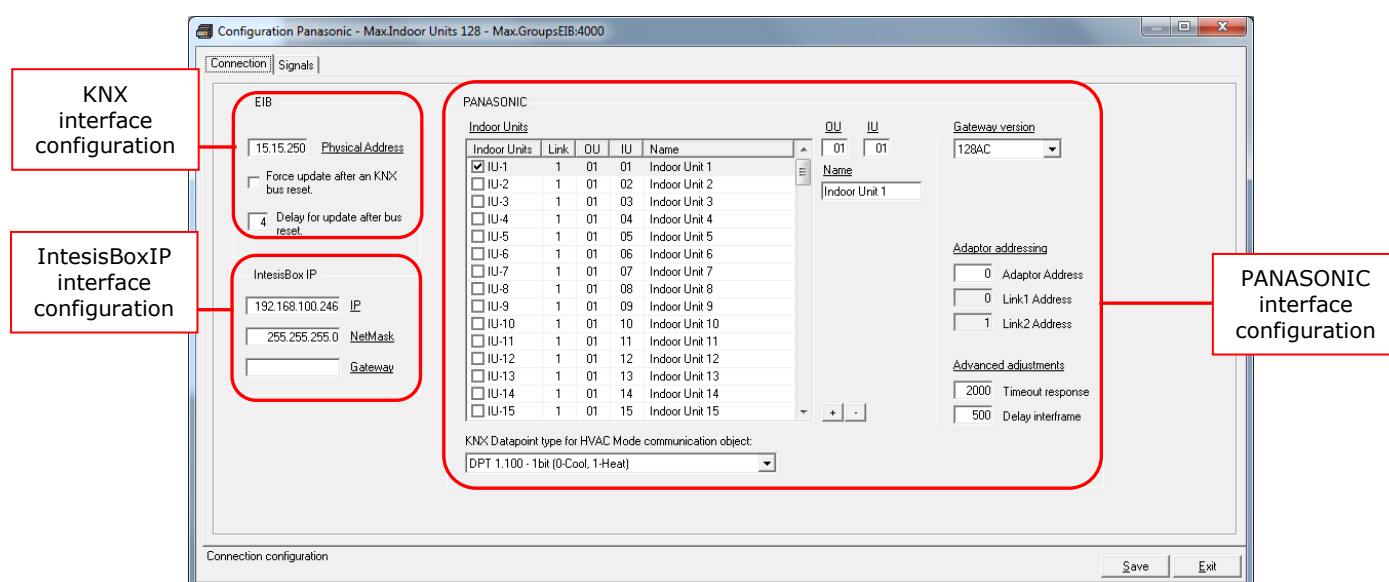 Configuration Panasonic - Max.Indoor Units 128 - Max.GroupsEIB:4000
Connection
Signals
KNX
interface
configuration
EIB
15.15.250 Physical Address
Force update after an KNX
bus reset.
4 Delay for update after bus
reset.
IntesisBoxIP
interface
configuration
IntesisBox IP
192.168.100.246 IP
255.255.255.0 NetMask
Gateway
PANASONIC
Indoor Units
Indoor Units Link OU IU Name
IU-1 1 01 01 Indoor Unit 1
IU-2 1 01 02 Indoor Unit 2
IU-3 1 01 03 Indoor Unit 3
IU-4 1 01 04 Indoor Unit 4
IU-5 1 01 05 Indoor Unit 5
IU-6 1 01 06 Indoor Unit 6
IU-7 1 01 07 Indoor Unit 7
IU-8 1 01 08 Indoor Unit 8
IU-9 1 01 09 Indoor Unit 9
IU-10 1 01 10 Indoor Unit 10
IU-11 1 01 11 Indoor Unit 11
IU-12 1 01 12 Indoor Unit 12
IU-13 1 01 13 Indoor Unit 13
IU-14 1 01 14 Indoor Unit 14
IU-15 1 01 15 Indoor Unit 15
OU IU
01 01
Name
Indoor Unit 1
+ -
KNX Datapoint type for HVAC Mode communication object:
DPT 1.100 - 1bit (0-Cool, 1-Heat)
Gateway version
128AC
Adaptor addressing
0 Adaptor Address
0 Link1 Address
1 Link2 Address
Advanced adjustments
2000 Timeout response
500 Delay interframe
PANASONIC
interface
configuration
Connection configuration
Save
Exit